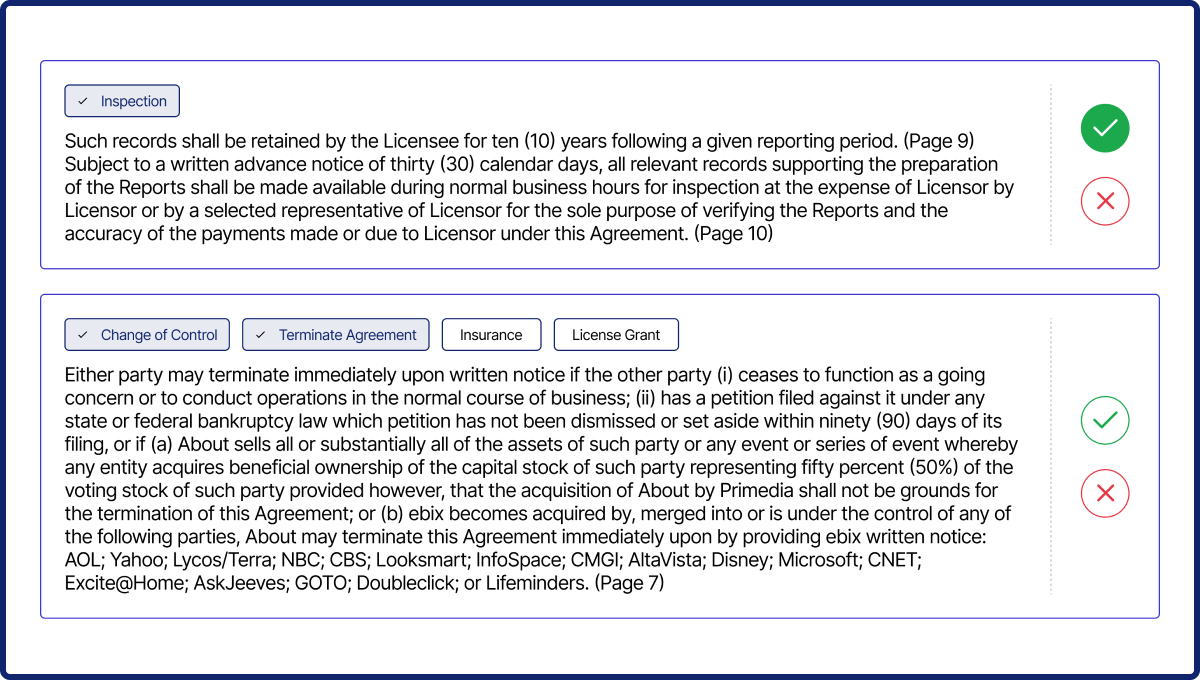 Inspection
Such records shall be retained by the Licensee for ten (10) years following a given reporting period. (Page 9)
Subject to a written advance notice of thirty (30) calendar days, all relevant records supporting the preparation
of the Reports shall be made available during normal business hours for inspection at the expense of Licensor by
Licensor or by a selected representative of Licensor for the sole purpose of verifying the Reports and the
accuracy of the payments made or due to Licensor under this Agreement. (Page 10)
Change of Control Terminate Agreement Insurance License Grant
Either party may terminate immediately upon written notice if the other party (i) ceases to function as a going
concern or to conduct operations in the normal course of business; (ii) has a petition filed against it under any
state or federal bankruptcy law which petition has not been dismissed or set aside within ninety (90) days of its
filing, or if (a) About sells all or substantially all of the assets of such party or any event or series of event whereby
any entity acquires beneficial ownership of the capital stock of such party representing fifty percent (50%) of the
voting stock of such party provided however, that the acquisition of About by Primedia shall not be grounds for
the termination of this Agreement; or (b) ebix becomes acquired by, merged into or is under the control of any of
the following parties, About may terminate this Agreement immediately upon by providing ebix written notice:
AOL; Yahoo; Lycos/Terra; NBC; CBS; Looksmart; InfoSpace; CMGI; AltaVista; Disney; Microsoft; CNET;
Excite@Home; AskJeeves; GOTO; Doubleclick; or Lifeminders. (Page 7)